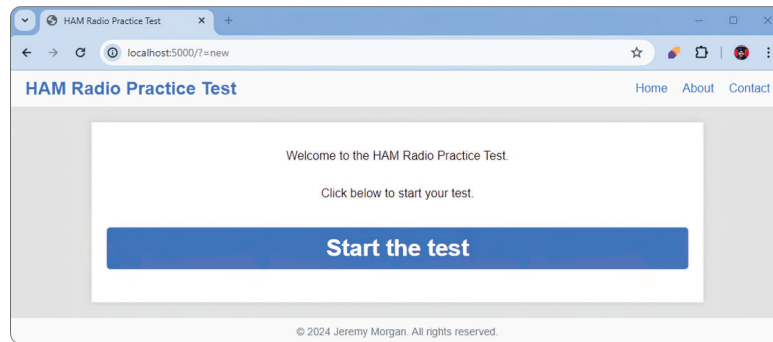 HAM Radio Practice Test
localhost:5000/?=new
HAM Radio Practice Test
Home About Contact
Welcome to the HAM Radio Practice Test.
Click below to start your test.
Start the test
© 2024 Jeremy Morgan. All rights reserved.